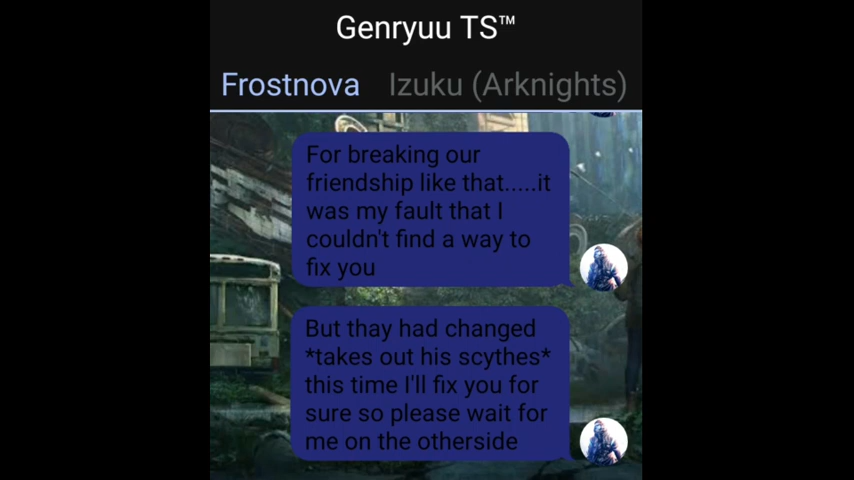 Genryuu TS™
Frostnova Izuku (Arknights)
For breaking our
friendship like that.....it
was my fault that I
couldn't find a way to
fix you
But thay had changed
*takes out his scythes*
this time I'll fix you for
sure so please wait for
me on the otherside